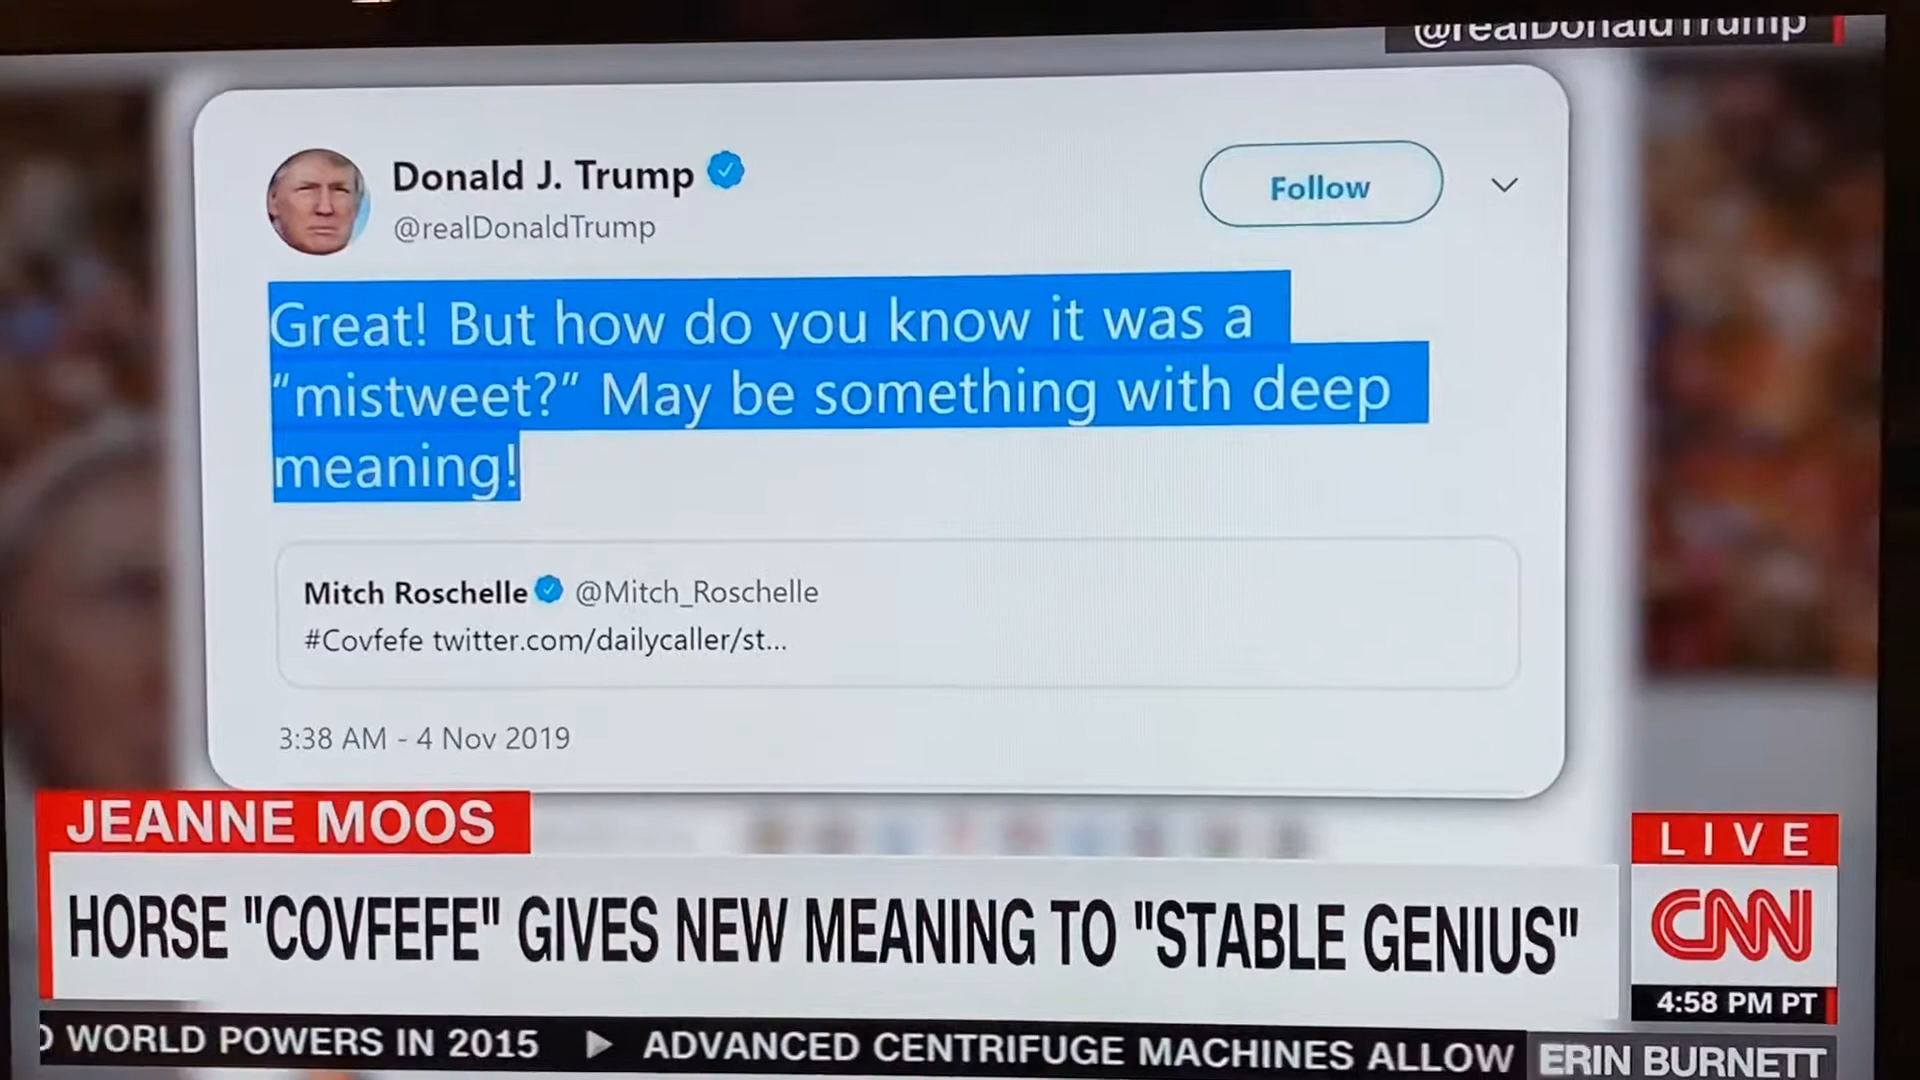 @realDonaldTrump
Donald J. Trump
@realDonaldTrump
Follow
Great! But how do you know it was a
“mistweet?” May be something with deep
meaning!
Mitch Roschelle @Mitch_Roschelle
#Covfefe twitter.com/dailycaller/st...
3:38 AM - 4 Nov 2019
JEANNE MOOS
HORSE "COVFEFE" GIVES NEW MEANING TO "STABLE GENIUS"
LIVE
CNN
4:58 PM PT
WORLD POWERS IN 2015 ▶ ADVANCED CENTRIFUGE MACHINES ALLOW
ERIN BURNETT